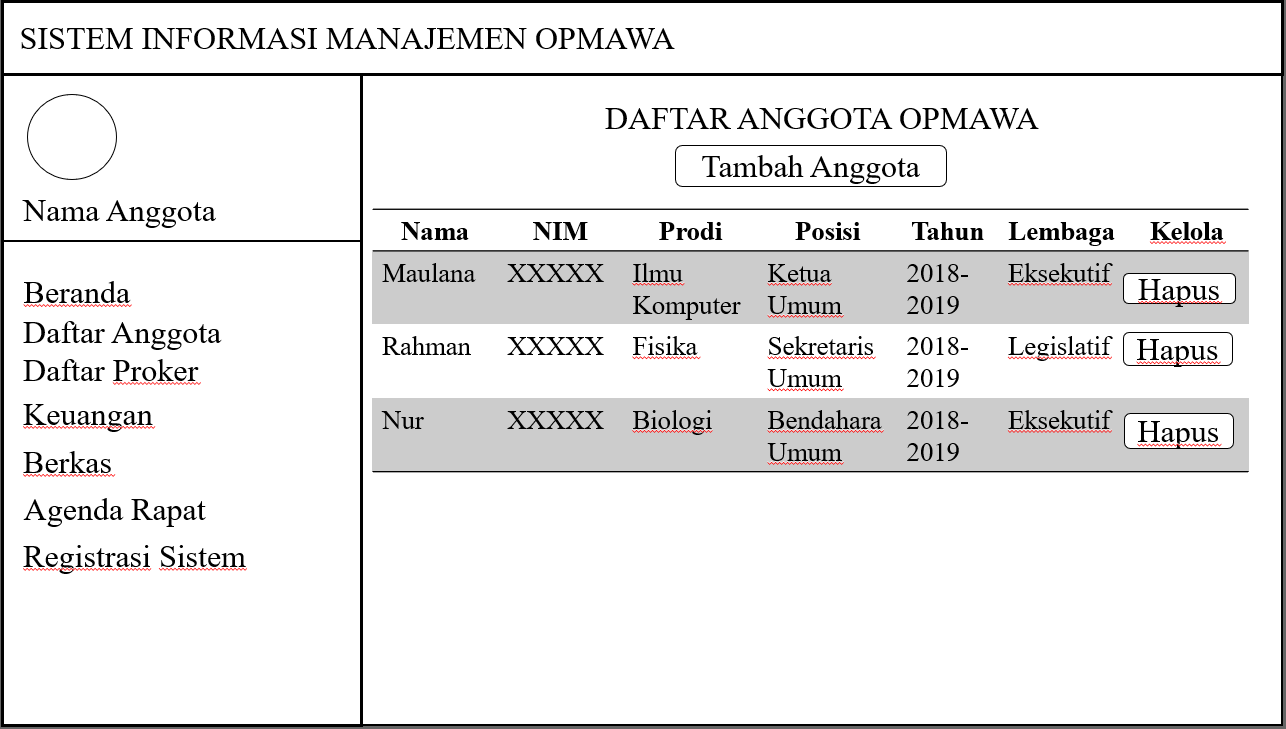 SISTEM INFORMASI MANAJEMEN OPMAWA
Nama Anggota
Beranda
Daftar Anggota
Daftar Proker
Keuangan
Berkas
Agenda Rapat
Registrasi Sistem
DAFTAR ANGGOTA OPMAWA
Tambah Anggota
Nama NIM Prodi Posisi Tahun Lembaga Kelola
Maulana XXXXX Ilmu Ketua 2018- Eksekutif Hapus
Komputer Umum 2019
Rahman XXXXX Fisika Sekretaris 2018- Legislatif Hapus
Umum 2019
Nur XXXXX Biologi Bendahara 2018- Eksekutif Hapus
Umum 2019